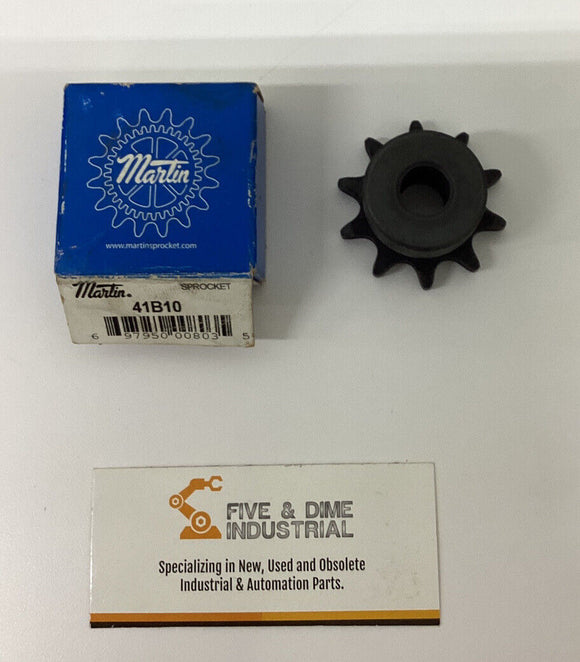 Martin
www.martinsprocket.com
Martin. SPROCKET
41B10
6 97950 00803 5
FIVE & DIME
INDUSTRIAL
Specializing in New, Used and Obsolete
Industrial & Automation Parts.